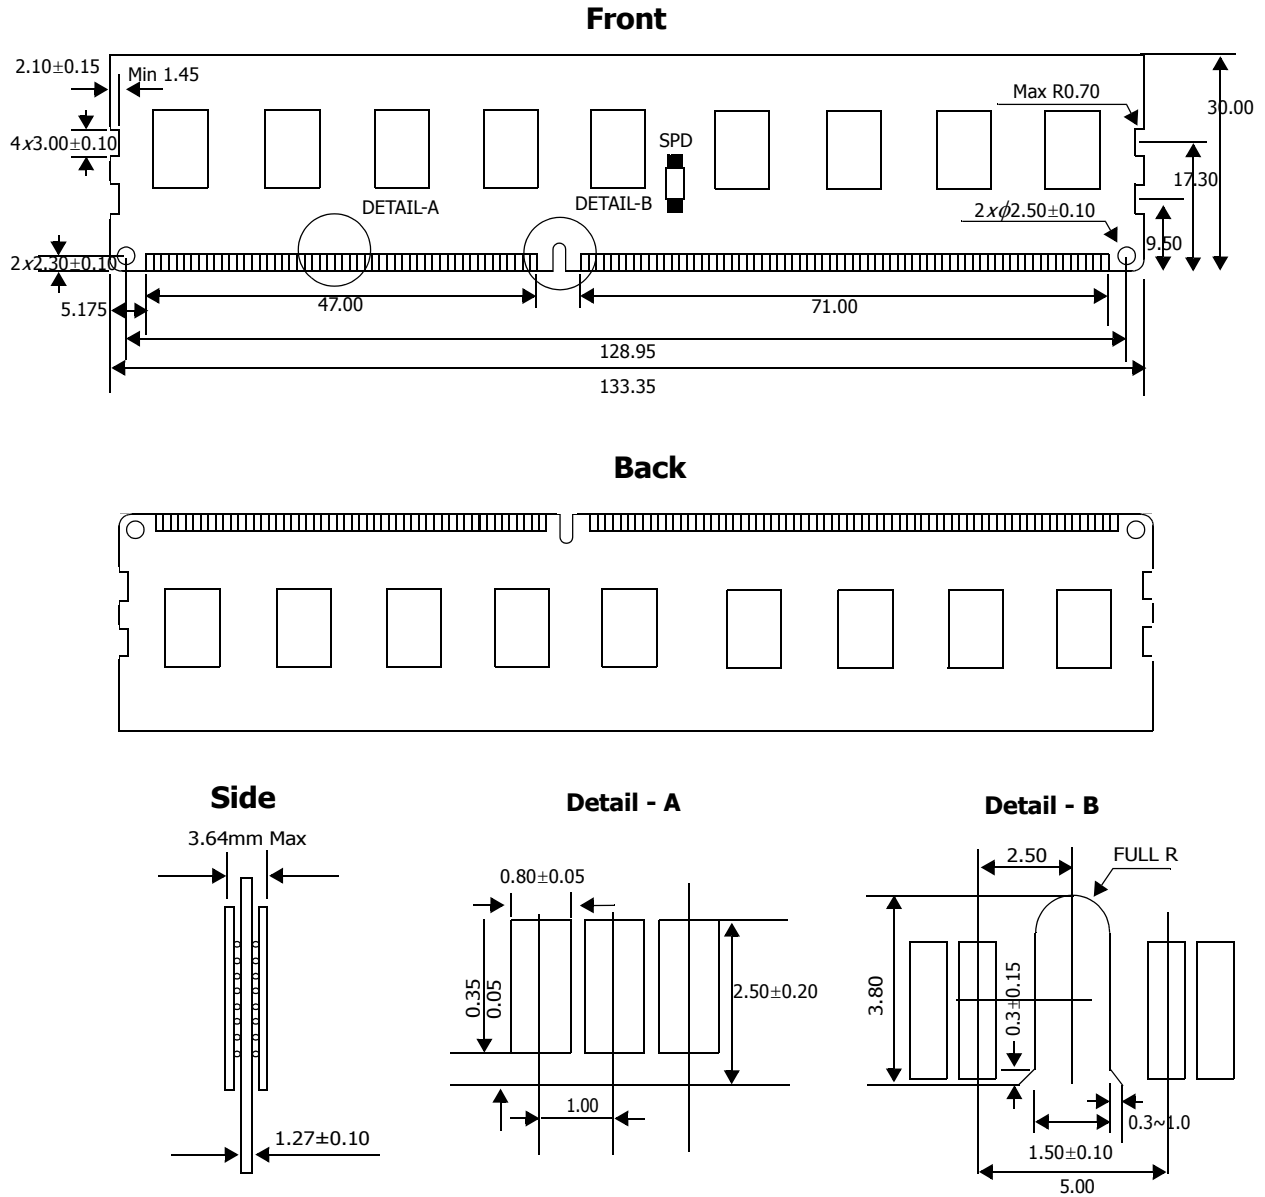 Front
2.10±0.15
Min 1.45
Max R0.70
30.00
4x3.00±0.10
SPD
17.30
DETAIL-A
DETAIL-B
2xϕ2.50±0.10
9.50
2x2.30±0.10
5.175
47.00
71.00
128.95
133.35
Back
Side
Detail - A
Detail - B
3.64mm Max
2.50
FULL R
0.80±0.05
3.80
0.3±0.15
0.35
0.05
2.50±0.20
1.00
0.3~1.0
1.27±0.10
1.50±0.10
5.00